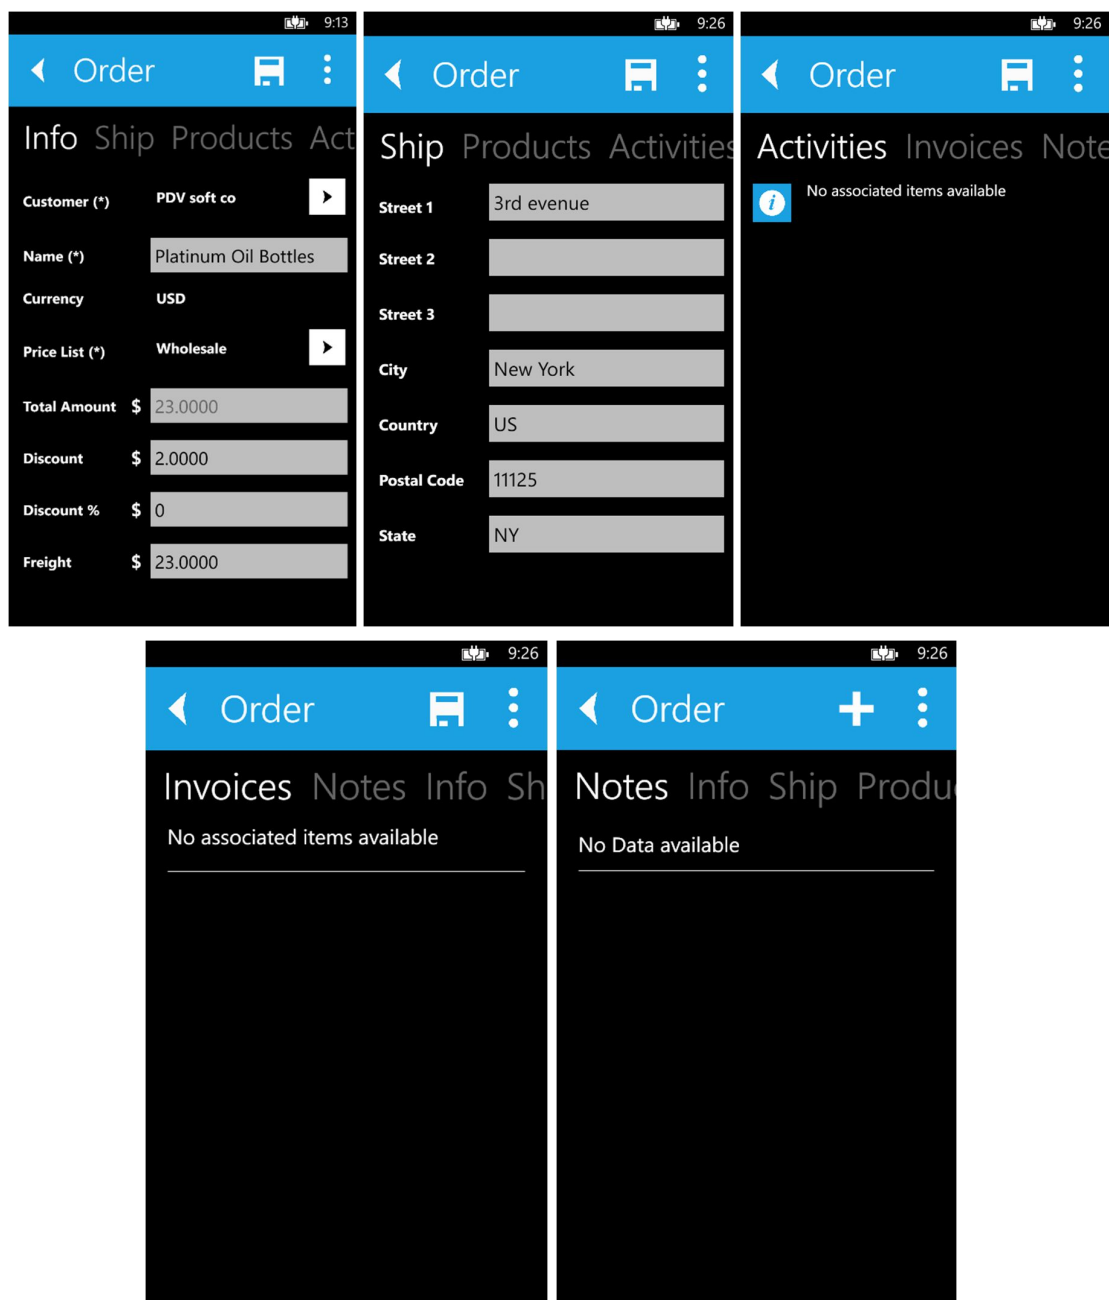 9:13
Order
Info Ship Products Act
Customer (*) PDV soft co
Name (*) Platinum Oil Bottles
Currency USD
Price List (*) Wholesale
Total Amount $ 23.0000
Discount $ 2.0000
Discount % $ 0
Freight $ 23.0000
9:26
Order
Ship Products Activities
Street 1 3rd evenue
Street 2
Street 3
City New York
Country US
Postal Code 11125
State NY
9:26
Order
Activities Invoices Note
i No associated items available
9:26
Order
Invoices Notes Info Sh
No associated items available
9:26
Order
Notes Info Ship Produ
No Data available